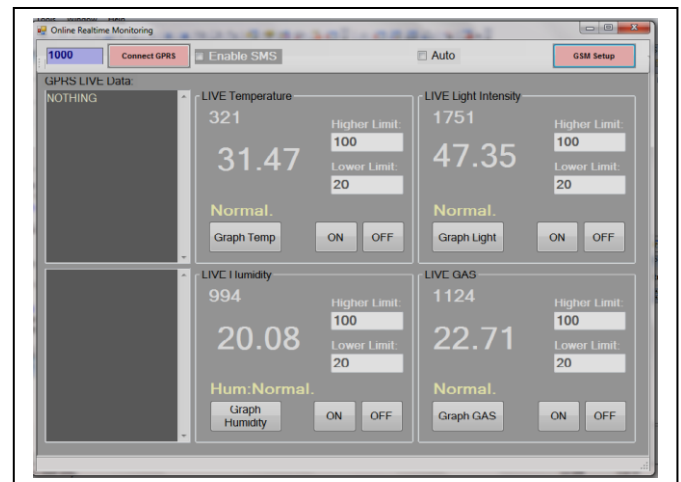 Online Realtime Monitoring
1000
Connect GPRS
Enable SMS
Auto
GSM Setup
GPRS LIVE Data:
NOTHING
LIVE Temperature
321
Higher Limit:
100
31.47
Lower Limit:
20
Normal.
Graph Temp
ON
OFF
LIVE Light Intensity
1751
Higher Limit:
100
47.35
Lower Limit:
20
Normal.
Graph Light
ON
OFF
LIVE Humidity
994
Higher Limit:
100
20.08
Lower Limit:
20
Hum:Normal.
Graph
Humidity
ON
OFF
LIVE GAS
1124
Higher Limit:
100
22.71
Lower Limit:
20
Normal.
Graph GAS
ON
OFF